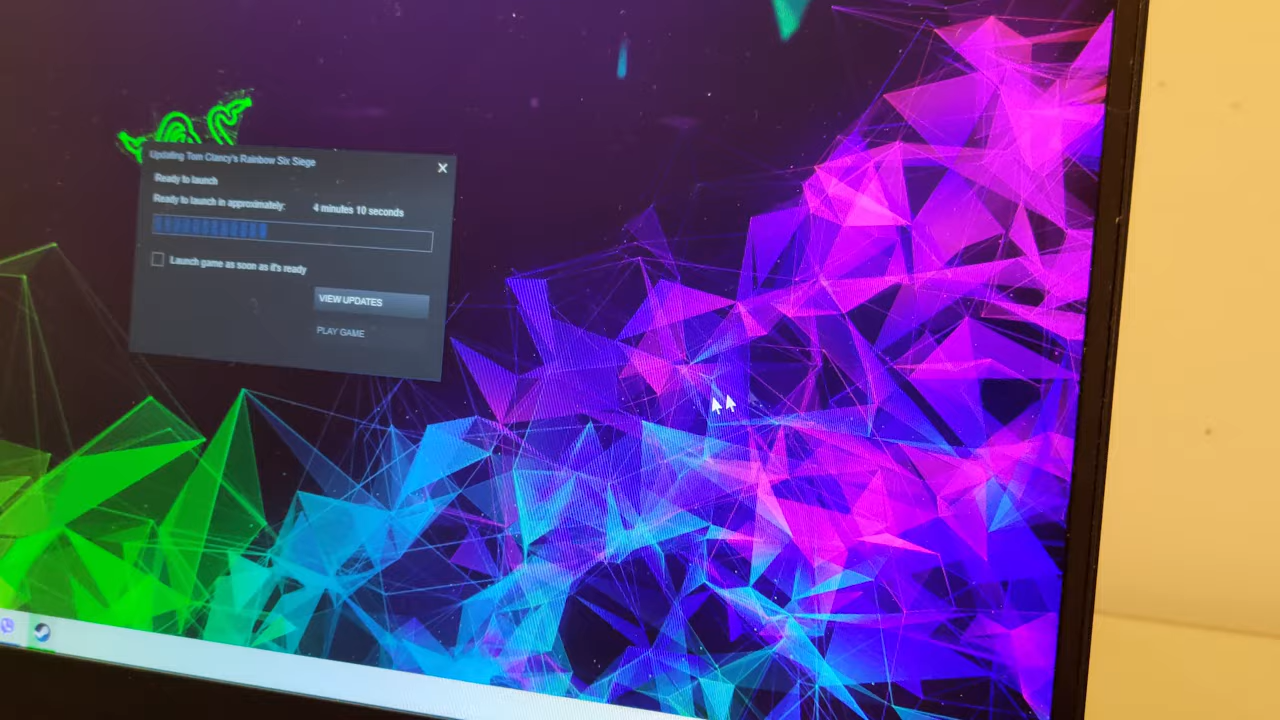 Updating Tom Clancy's Rainbow Six Siege
Ready to launch
Ready to launch in approximately: 4 minutes 10 seconds
Launch game as soon as it's ready
VIEW UPDATES
PLAY GAME